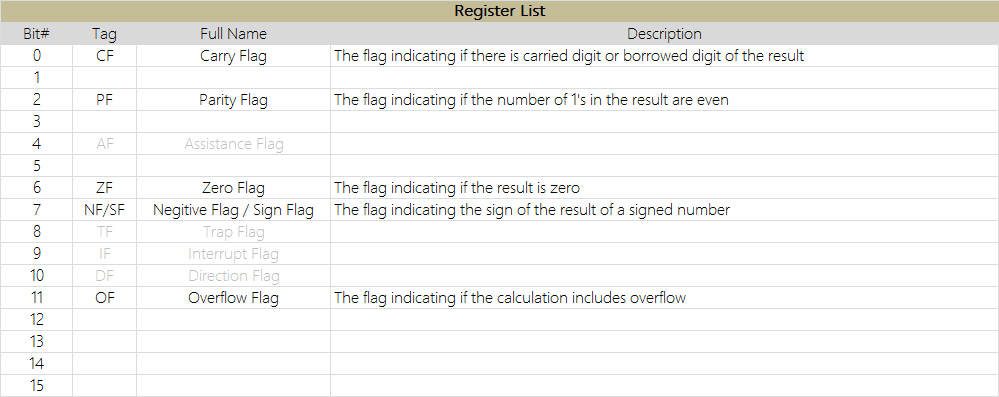 Register List
Bit# Tag Full Name Description
0 CF Carry Flag The flag indicating if there is carried digit or borrowed digit of the result
1
2 PF Parity Flag The flag indicating if the number of 1's in the result are even
3
4 AF Assistance Flag
5
6 ZF Zero Flag The flag indicating if the result is zero
7 NF/SF Negitive Flag / Sign Flag The flag indicating the sign of the result of a signed number
8 TF Trap Flag
9 IF Interrupt Flag
10 DF Direction Flag
11 OF Overflow Flag The flag indicating if the calculation includes overflow
12
13
14
15